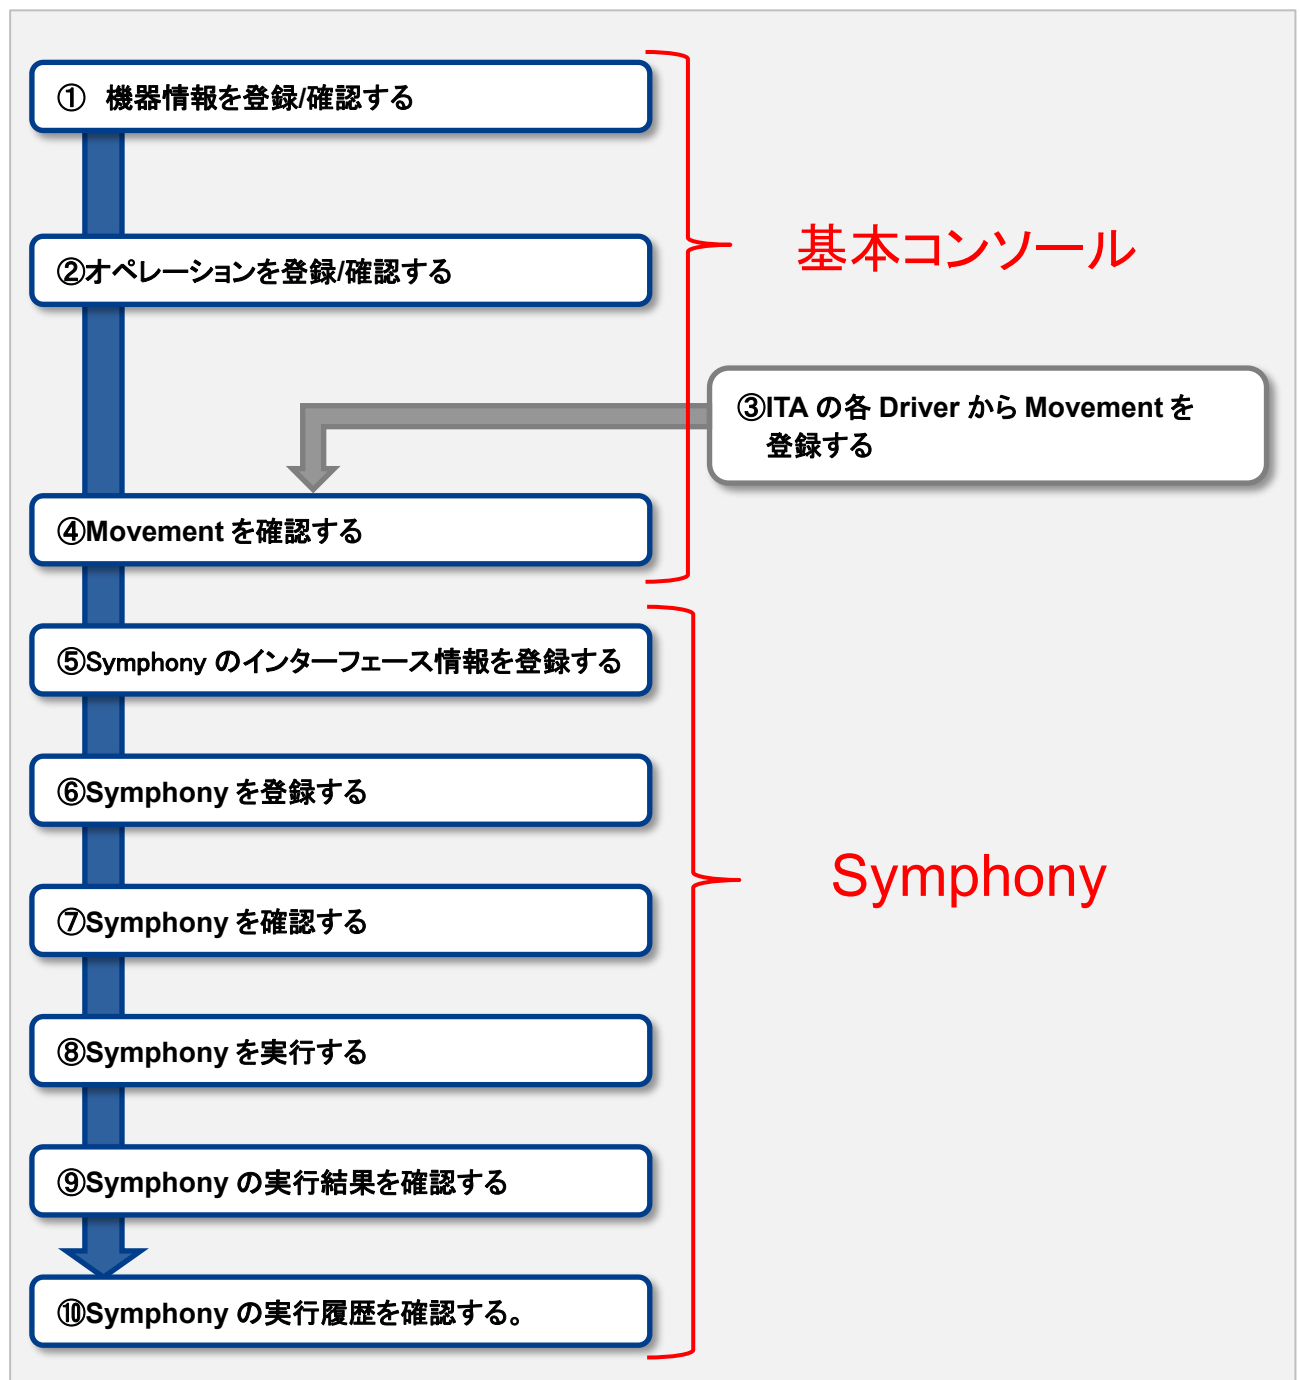 ① 機器情報を登録/確認する
②オペレーションを登録/確認する
基本コンソール
③ITA の各 Driver から Movement を
登録する
④Movement を確認する
⑤Symphony のインターフェース情報を登録する
⑥Symphony を登録する
⑦Symphony を確認する
Symphony
⑧Symphony を実行する
⑨Symphony の実行結果を確認する
⑩Symphony の実行履歴を確認する。